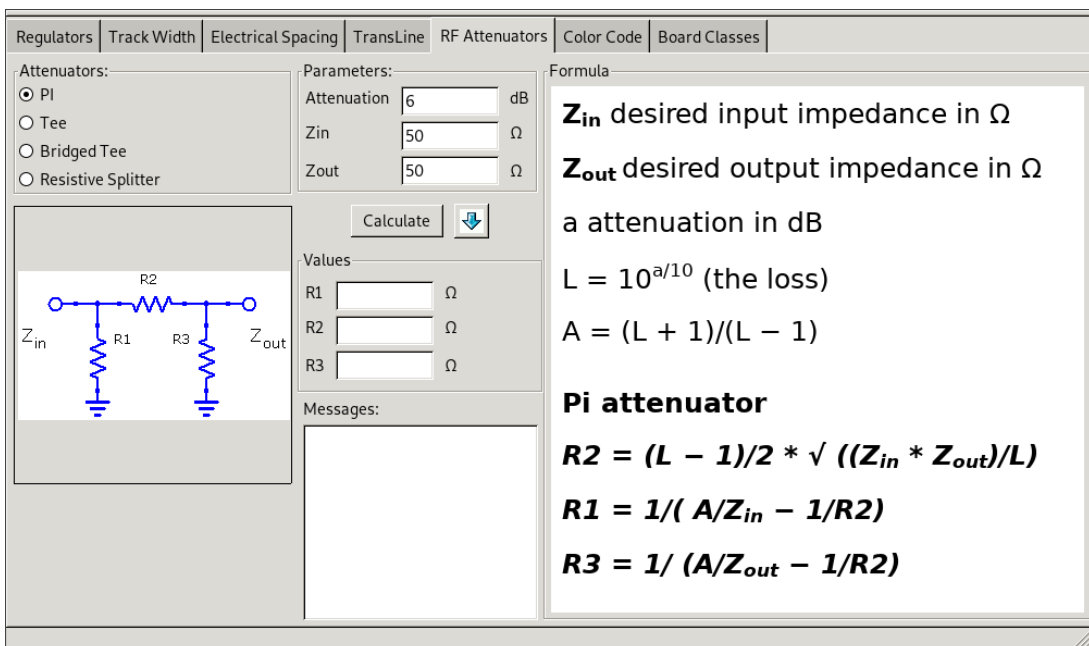 Regulators Track Width Electrical Spacing TransLine RF Attenuators Color Code Board Classes
Attenuators:
PI
Tee
Bridged Tee
Resistive Splitter
R2
Zin
R1
R3
Zout
Parameters:
Attenuation 6 dB
Zin 50 Ω
Zout 50 Ω
Calculate
Values
R1 Ω
R2 Ω
R3 Ω
Messages:
Formula
Zin desired input impedance in Ω
Zout desired output impedance in Ω
a attenuation in dB
L = 10^a/10 (the loss)
A = (L + 1)/(L − 1)
Pi attenuator
R2 = (L − 1)/2 * √ ((Zin * Zout)/L)
R1 = 1/( A/Zin − 1/R2)
R3 = 1/ (A/Zout − 1/R2)